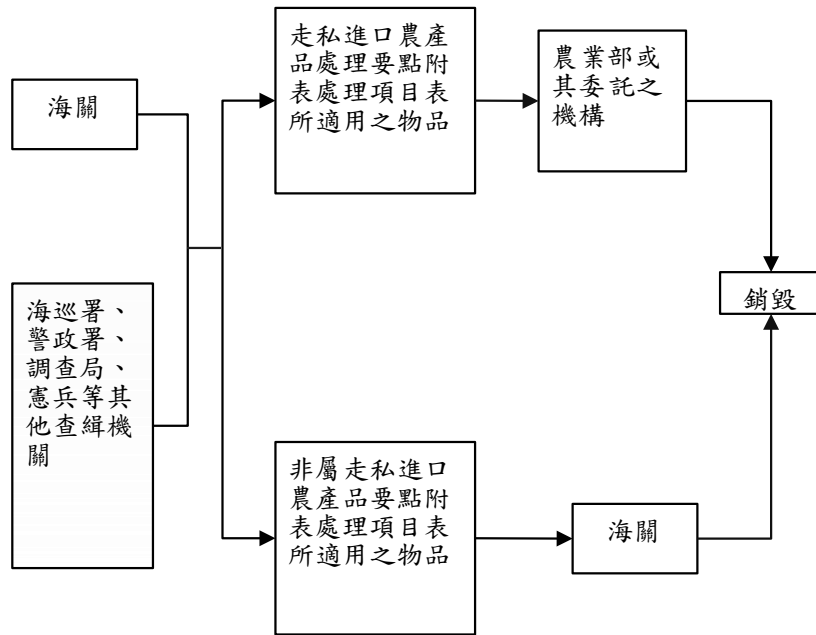 海關
海巡署、
警政署、
調查局、
憲兵等其
他查緝機
關
走私進口農產
品處理要點附
表處理項目表
所適用之物品
農業部或
其委託之
機構
非屬走私進口
農產品要點附
表處理項目表
所適用之物品
海關
銷毀